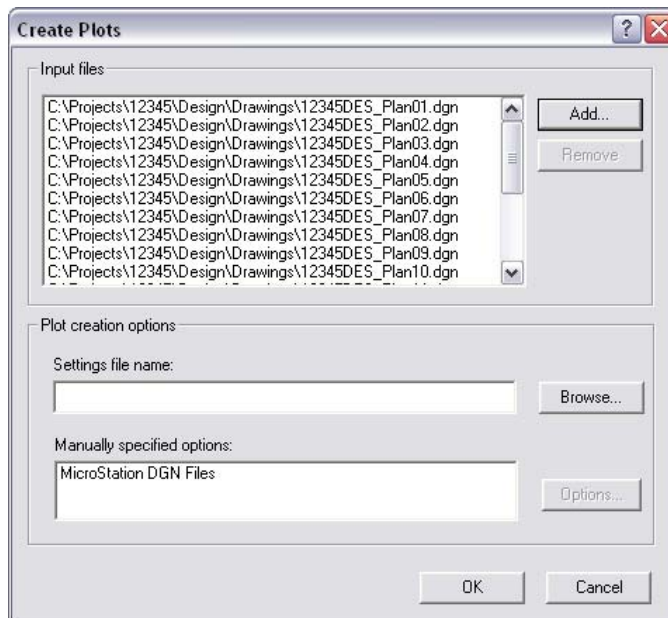 Create Plots
Input files
C:\Projects\12345\Design\Drawings\12345DES_Plan01.dgn
C:\Projects\12345\Design\Drawings\12345DES_Plan02.dgn
C:\Projects\12345\Design\Drawings\12345DES_Plan03.dgn
C:\Projects\12345\Design\Drawings\12345DES_Plan04.dgn
C:\Projects\12345\Design\Drawings\12345DES_Plan05.dgn
C:\Projects\12345\Design\Drawings\12345DES_Plan06.dgn
C:\Projects\12345\Design\Drawings\12345DES_Plan07.dgn
C:\Projects\12345\Design\Drawings\12345DES_Plan08.dgn
C:\Projects\12345\Design\Drawings\12345DES_Plan09.dgn
C:\Projects\12345\Design\Drawings\12345DES_Plan10.dgn
Add...
Remove
Plot creation options
Settings file name:
Browse...
Manually specified options:
MicroStation DGN Files
Options...
OK
Cancel